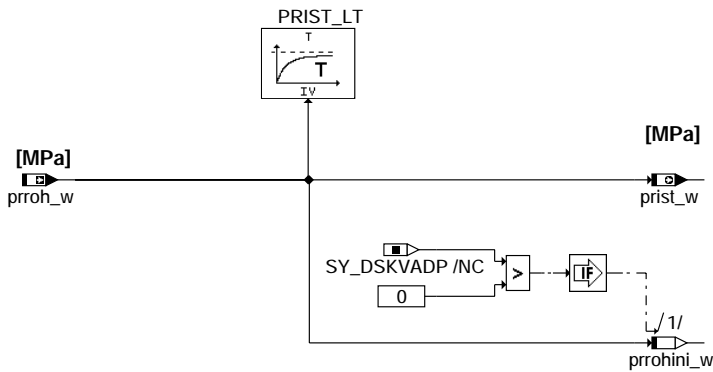 PRIST_LT
T
T
IV
[MPa]
[MPa]
prroh_w
prist_w
SY_DSKVADP /NC
>
IF
0
/1/
prrohini_w